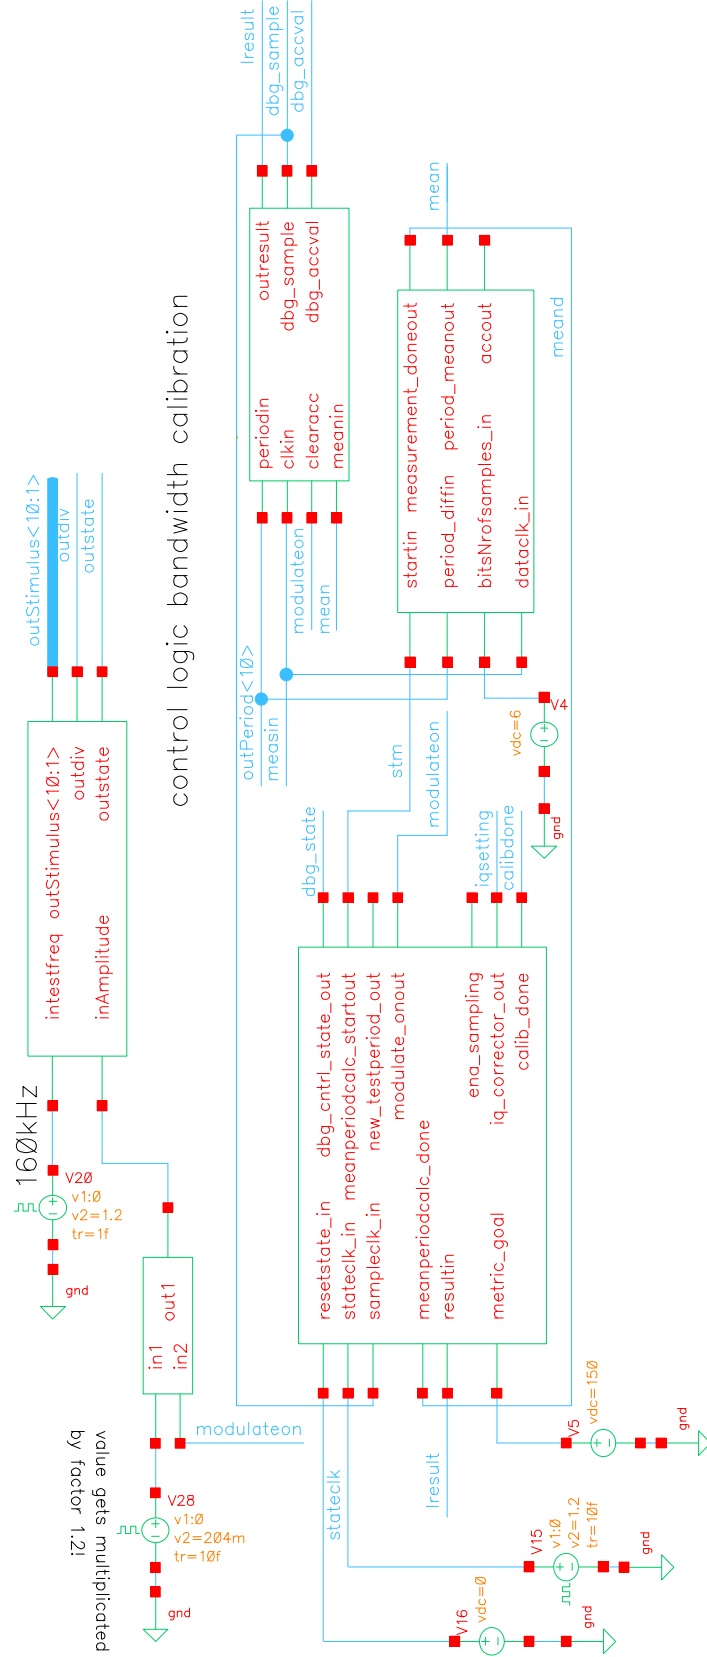 Iresult
dbg_sample
dbg_accval
outresult
dbg_sample
dbg_accval
periodin
clkin
clearacc
meanin
modulateon
mean
outPeriod<10>
measin
mean
meand
startin measurement_doneout
period_diffin period_meanout
bitsNrofsamples_in accout
dataclk_in
V4
vdc=6
gnd
control logic bandwidth calibration
outStimulus<10:1>
outdiv
outstate
intestfreq outStimulus<10:1>
outdiv
inAmplitude outstate
160kHz
V20
v1:0
v2=1.2
tr=1f
gnd
in1
in2
out1
modulateon
V28
v1:0
v2=204m
tr=10f
gnd
value gets multiplicated
by factor 1.2!
dbg_state
stm
modulateon
iqsetting
calibdone
resetstate_in dbg_cntrl_state_out
stateclk_in meanperiodcalc_startout
sampleclk_in new_testperiod_out
modulate_onout
meanperiodcalc_done
resultin
ena_sampling
metric_goal iq_corrector_out
calib_done
stateclk
Iresult
V5
vdc=150
gnd
V15
v1:0
v2=1.2
tr=10f
gnd
V16
vdc=0
gnd